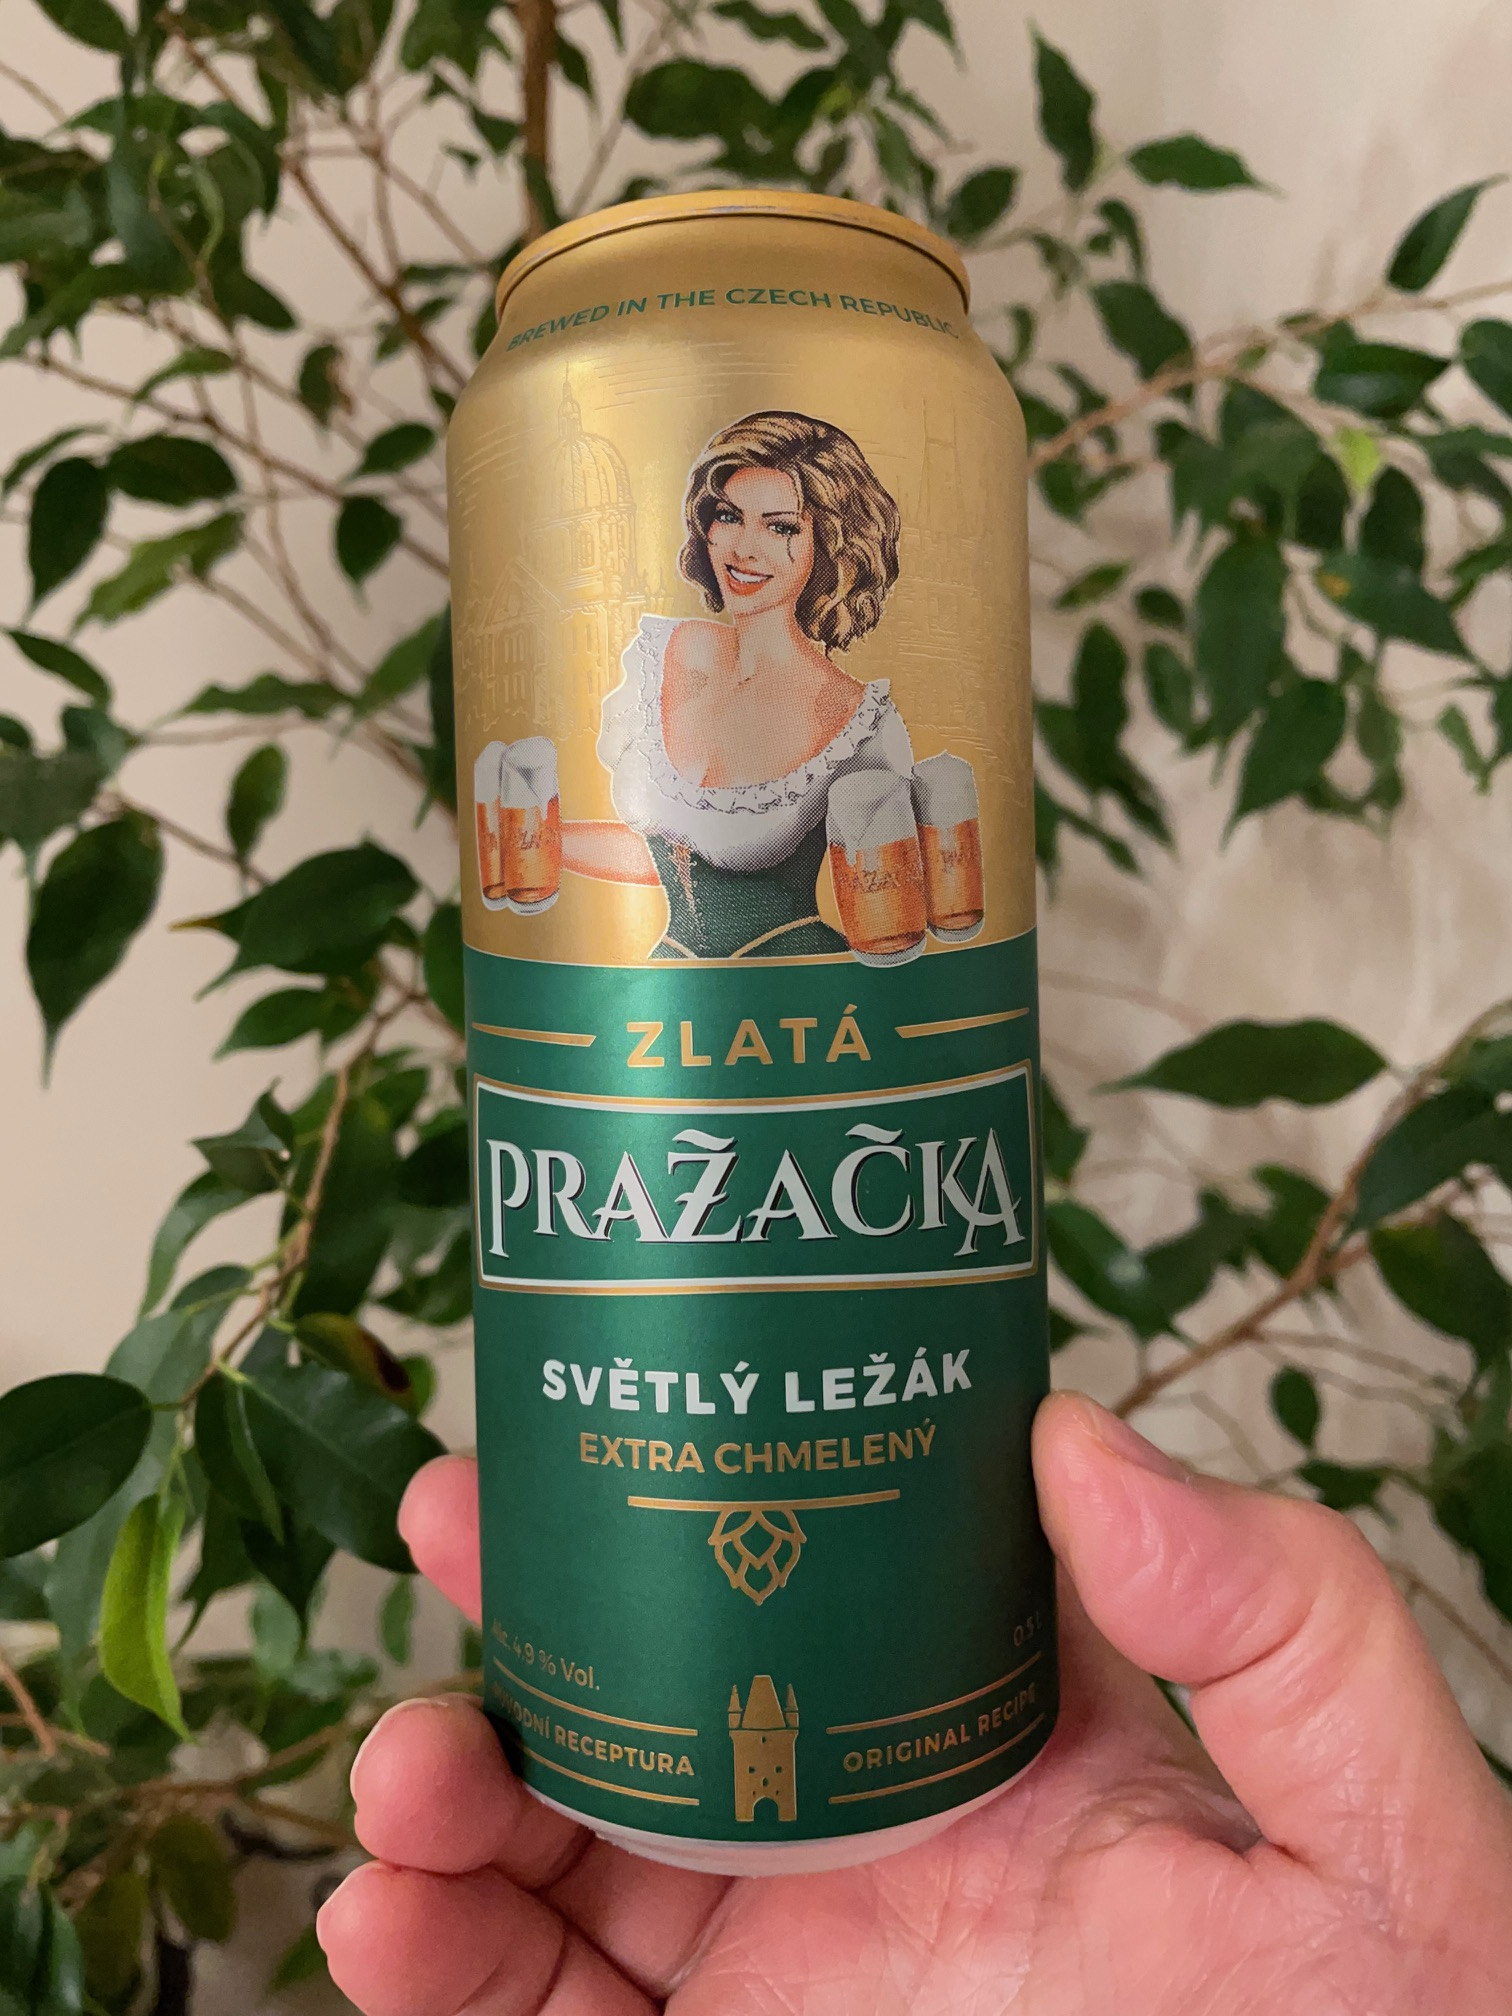 BREWED IN THE CZECH REPUBLIC
ZLATÁ
PRAŽAČKA
SVĚTLÝ LEŽÁK
EXTRA CHMELENÝ
Alc. 4,9 % Vol.
0,5 l
PŮVODNÍ RECEPTURA
ORIGINAL RECIPE